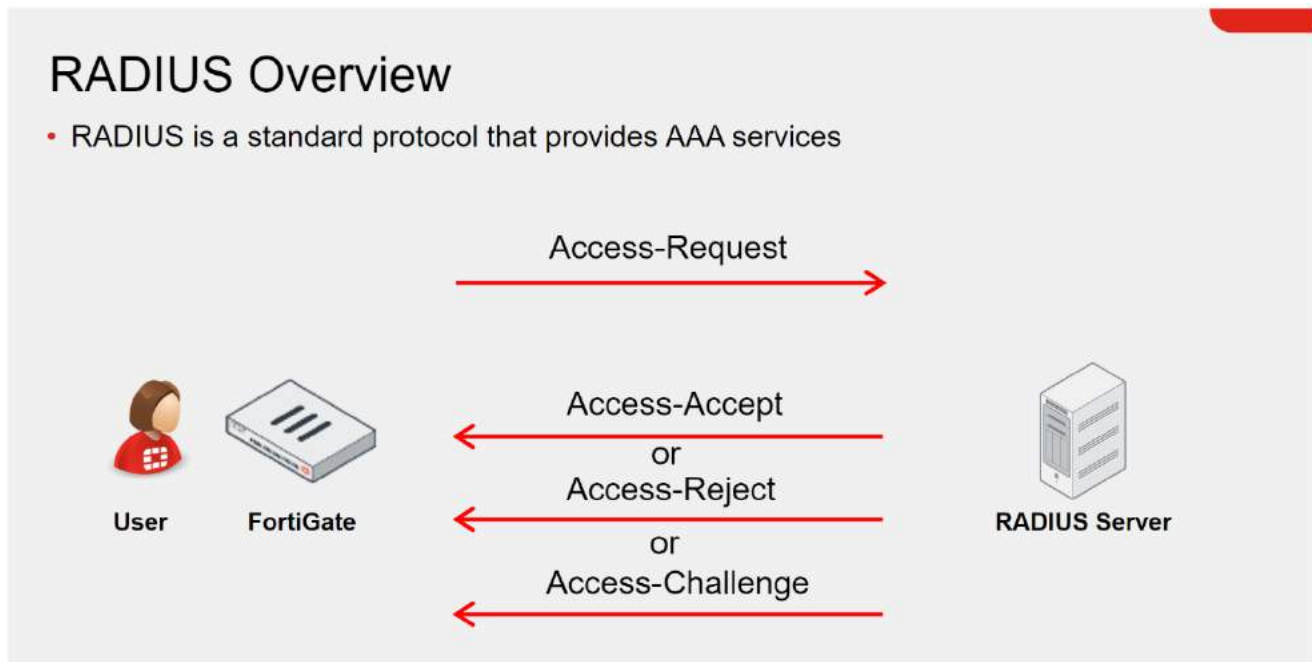 RADIUS Overview
• RADIUS is a standard protocol that provides AAA services
Access-Request
Access-Accept
or
Access-Reject
or
Access-Challenge
User
FortiGate
RADIUS Server